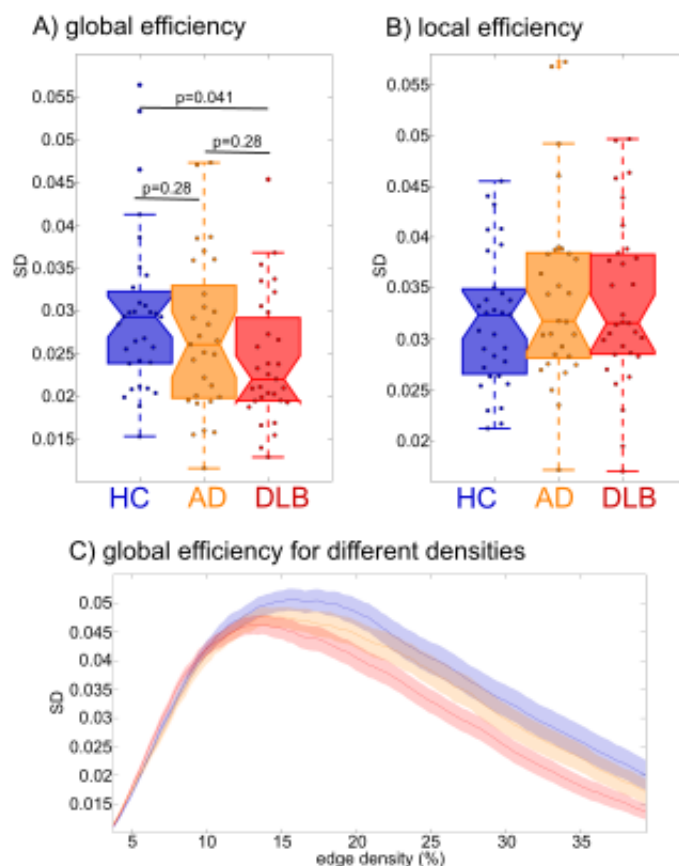 A) global efficiency
B) local efficiency
0.055
0.05
0.045
0.04
0.035
0.03
0.025
0.02
0.015
SD
p=0.041
p=0.28
p=0.28
HC AD DLB
0.055
0.05
0.045
0.04
0.035
0.03
0.025
0.02
SD
HC AD DLB
C) global efficiency for different densities
0.05
0.045
0.04
0.035
0.03
0.025
0.02
0.015
SD
5 10 15 20 25 30 35
edge density (%)